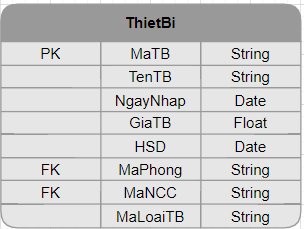 ThietBi
PK MaTB String
TenTB String
NgayNhap Date
GiaTB Float
HSD Date
FK MaPhong String
FK MaNCC String
MaLoaiTB String